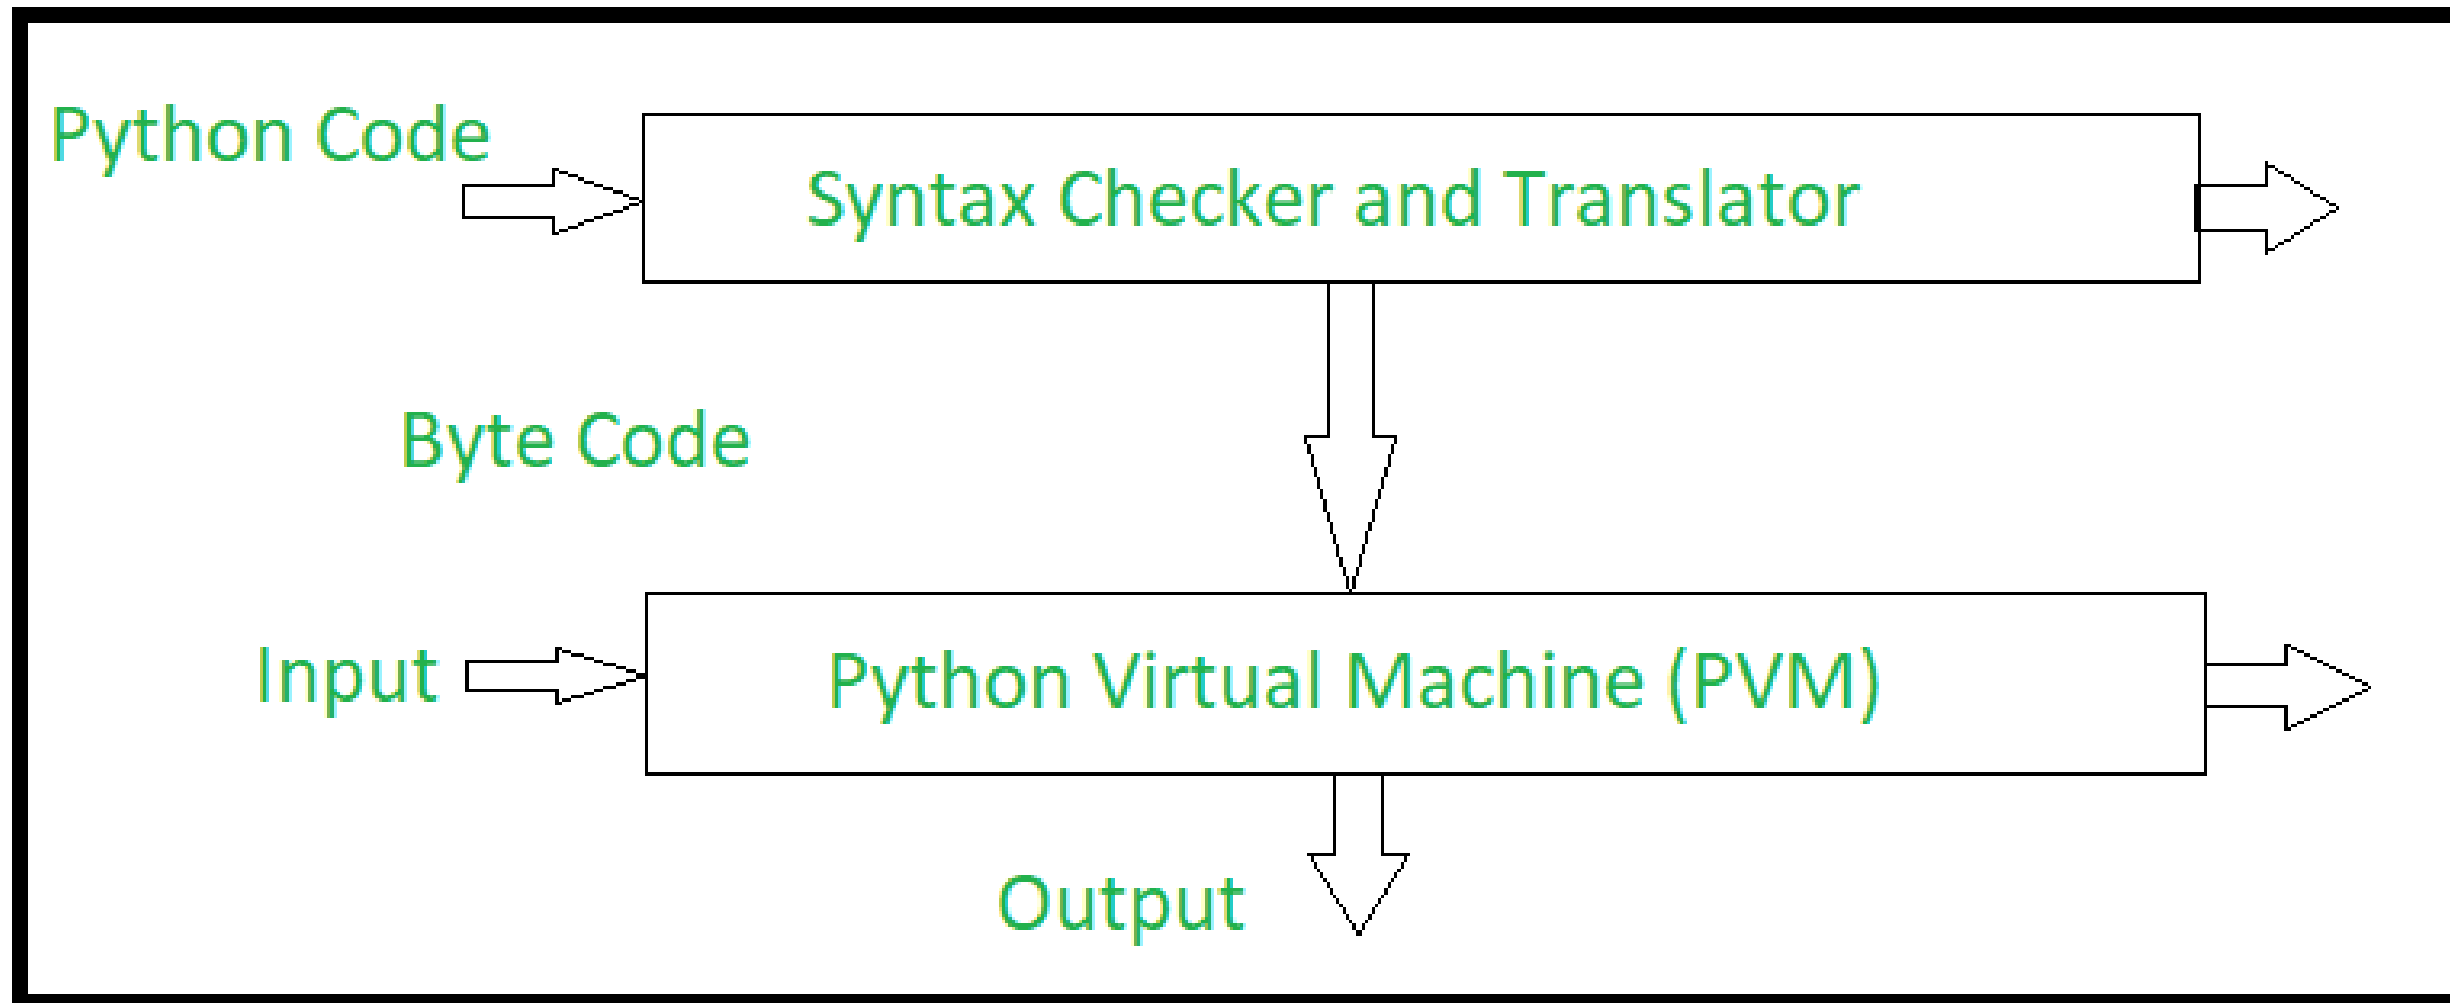 Python Code
Syntax Checker and Translator
Byte Code
Input
Python Virtual Machine (PVM)
Output